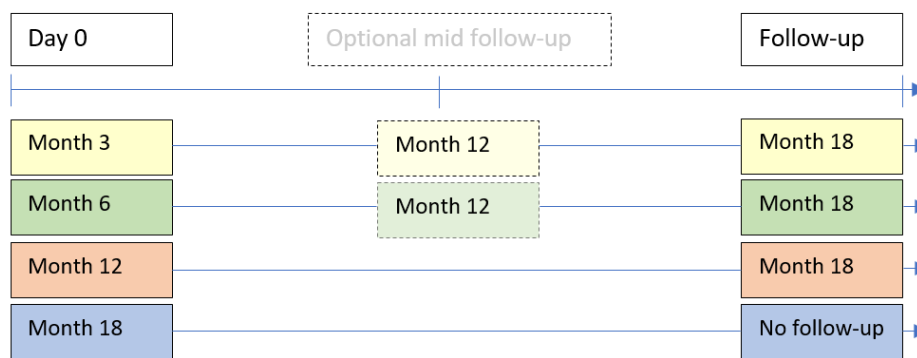 Day 0
Optional mid follow-up
Follow-up
Month 3
Month 12
Month 18
Month 6
Month 12
Month 18
Month 12
Month 18
Month 18
No follow-up